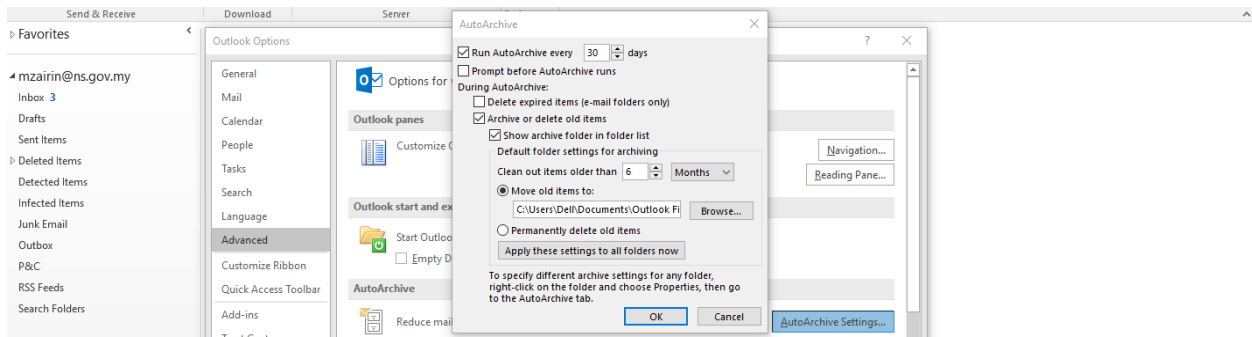 Send & Receive
Download
Server
Favorites
mzairin@ns.gov.my
Inbox 3
Drafts
Sent Items
Deleted Items
Detected Items
Infected Items
Junk Email
Outbox
P&C
RSS Feeds
Search Folders
Outlook Options
General
Mail
Calendar
People
Tasks
Search
Language
Advanced
Customize Ribbon
Quick Access Toolbar
Add-ins
Options for
Outlook panes
Customize
Navigation...
Reading Pane...
Outlook start and
Start
Empty
AutoArchive
Reduce
AutoArchive Settings...
AutoArchive
Run AutoArchive every 30 days
Prompt before AutoArchive runs
During AutoArchive:
Delete expired items (e-mail folders only)
Archive or delete old items
Show archive folder in folder list
Default folder settings for archiving
Clean out items older than 6 Months
Move old items to:
C:\Users\Dell\Documents\Outlook Fi
Browse...
Permanently delete old items
Apply these settings to all folders now
To specify different archive settings for any folder,
right-click on the folder and choose Properties, then go
to the AutoArchive tab.
OK
Cancel